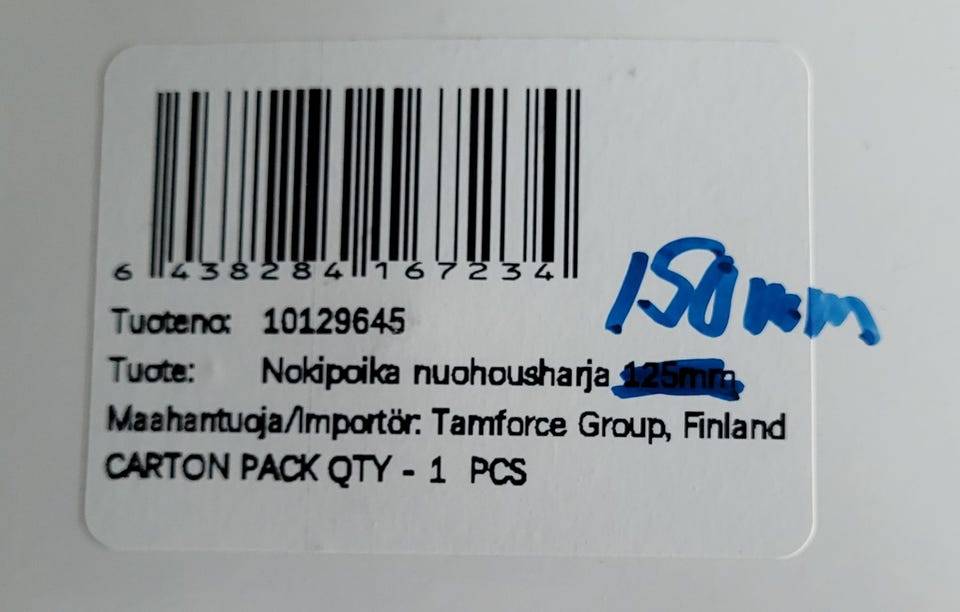 6 438284 167234
150mm
Tuoteno: 10129645
Tuote: Nokipoika nuohousharja 125mm
Maahantuoja/Importör: Tamforce Group, Finland
CARTON PACK QTY - 1 PCS